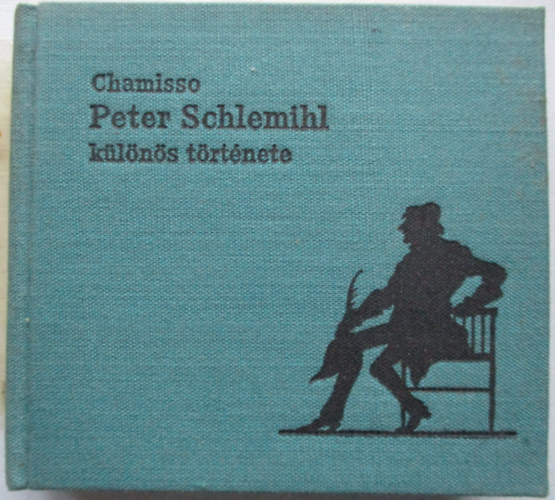 Chamisso
Peter Schlemihl
különös története